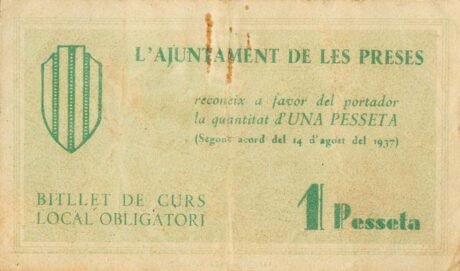 L'AJUNTAMENT DE LES PRESES
reconeix a favor del portador
la quantitat d'UNA PESSETA
(Segons acord del 14 d'agost del 1937)
BITLLET DE CURS
LOCAL OBLIGATORI
1 Pesseta